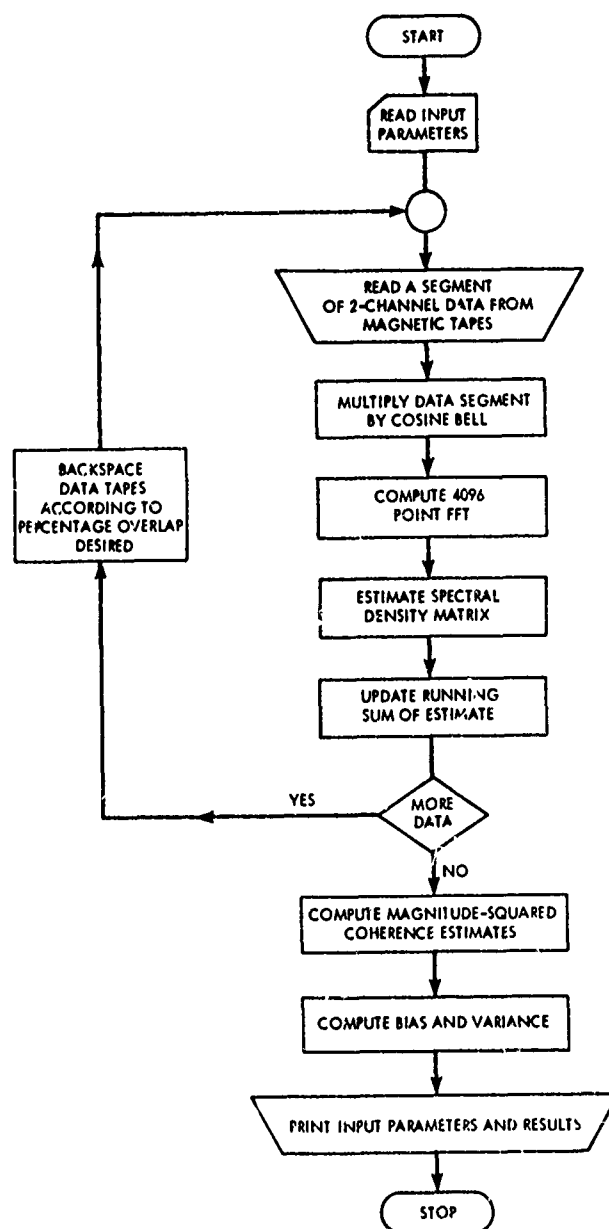 START
READ INPUT
PARAMETERS
READ A SEGMENT
OF 2-CHANNEL DATA FROM
MAGNETIC TAPES
MULTIPLY DATA SEGMENT
BY COSINE BELL
BACKSPACE
DATA TAPES
ACCORDING TO
PERCENTAGE OVERLAP
DESIRED
COMPUTE 4096
POINT FFT
ESTIMATE SPECTRAL
DENSITY MATRIX
UPDATE RUNNING
SUM OF ESTIMATE
YES
MORE
DATA
NO
COMPUTE MAGNITUDE-SQUARED
COHERENCE ESTIMATES
COMPUTE BIAS AND VARIANCE
PRINT INPUT PARAMETERS AND RESULTS
STOP